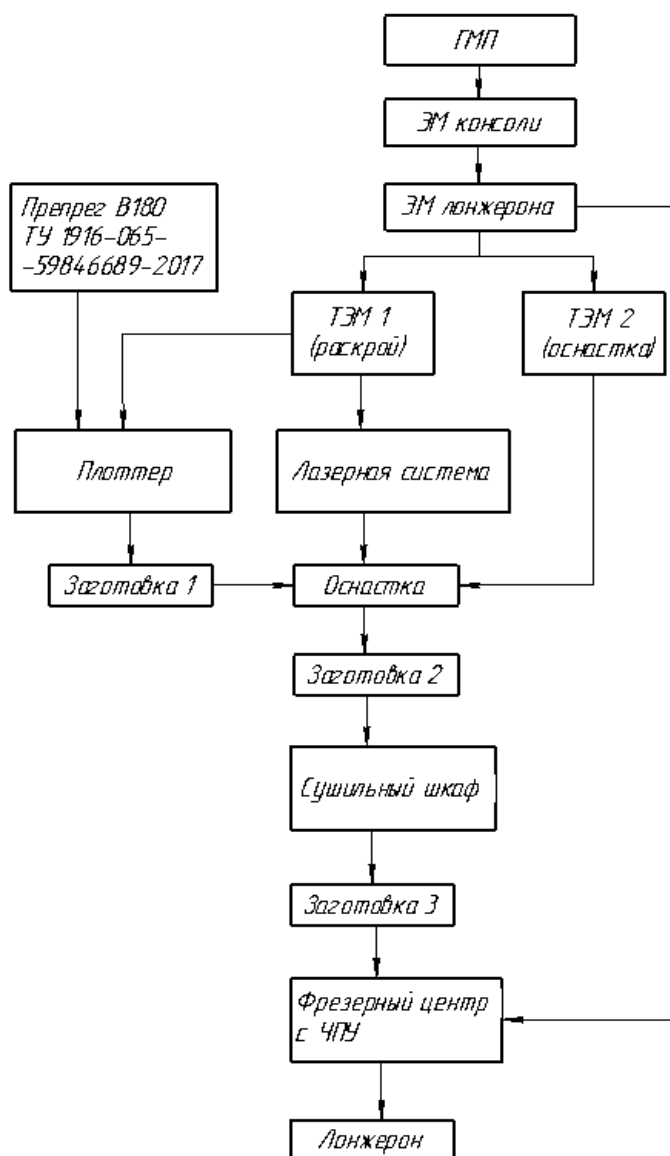 ГМП
ЭМ консоли
ЭМ лонжерона
Препрег В180
ТУ 1916-065-
-59846689-2017
ТЭМ 1
(раскрой)
ТЭМ 2
(оснастка)
Плоттер
Лазерная система
Заготовка 1
Оснастка
Заготовка 2
Сушильный шкаф
Заготовка 3
Фрезерный центр
с ЧПУ
Лонжерон